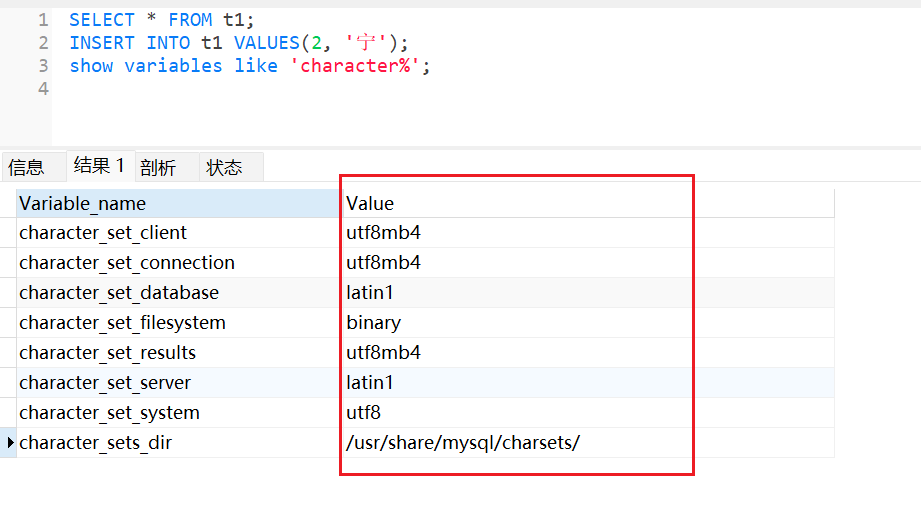 1 SELECT * FROM t1;
2 INSERT INTO t1 VALUES(2, '宁');
3 show variables like 'character%';
4
信息 结果 1 剖析 状态
Variable_name Value
character_set_client utf8mb4
character_set_connection utf8mb4
character_set_database latin1
character_set_filesystem binary
character_set_results utf8mb4
character_set_server latin1
character_set_system utf8
character_sets_dir /usr/share/mysql/charsets/